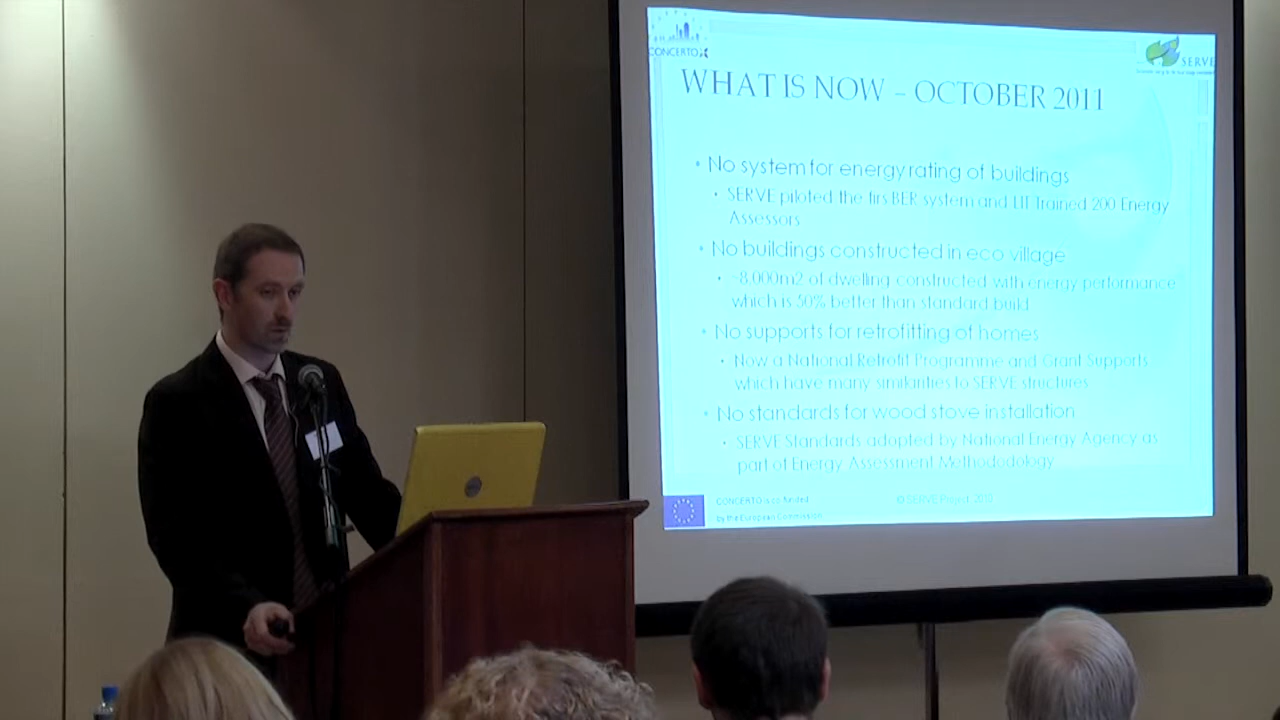 CONCERTO
SERVE
WHAT IS NOW – OCTOBER 2011
• No system for energy rating of buildings
• SERVE piloted the firs BER system and LIT Trained 200 Energy
Assessors
• No buildings constructed in eco village
• ~8,000m2 of dwelling constructed with energy performance
which is 50% better than standard build
• No supports for retrofitting of homes
• Now a National Retrofit Programme and Grant Supports
which have many similarities to SERVE structures
• No standards for wood stove installation
• SERVE Standards adopted by National Energy Agency as
part of Energy Assessment Methododology
CONCERTO is co-funded
by the European Commission
© SERVE Project, 2010